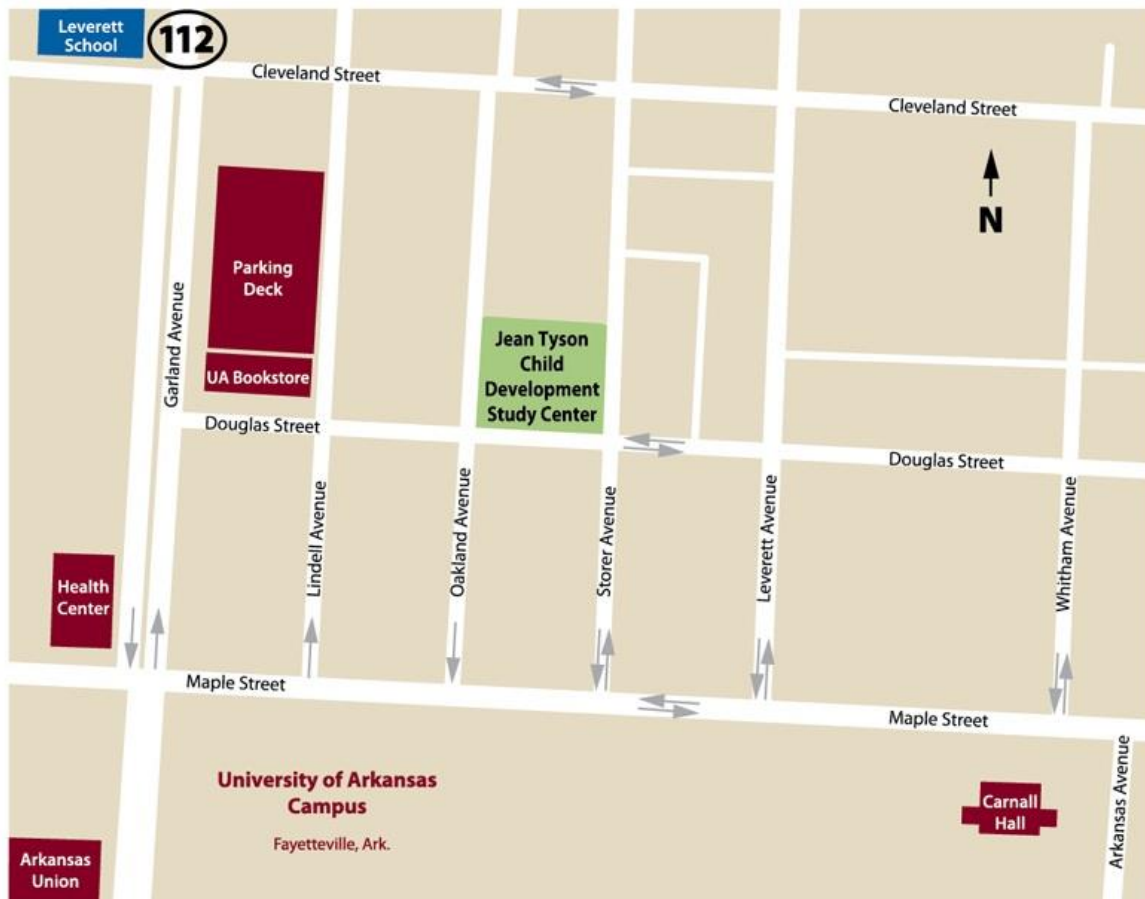 Leverett
School
112
Cleveland Street
Cleveland Street
N
Parking
Deck
Garland Avenue
UA Bookstore
Jean Tyson
Child
Development
Study Center
Douglas Street
Douglas Street
Lindell Avenue
Oakland Avenue
Storer Avenue
Leverett Avenue
Whitham Avenue
Health
Center
Maple Street
Maple Street
University of Arkansas
Campus
Fayetteville, Ark.
Carnall
Hall
Arkansas Avenue
Arkansas
Union